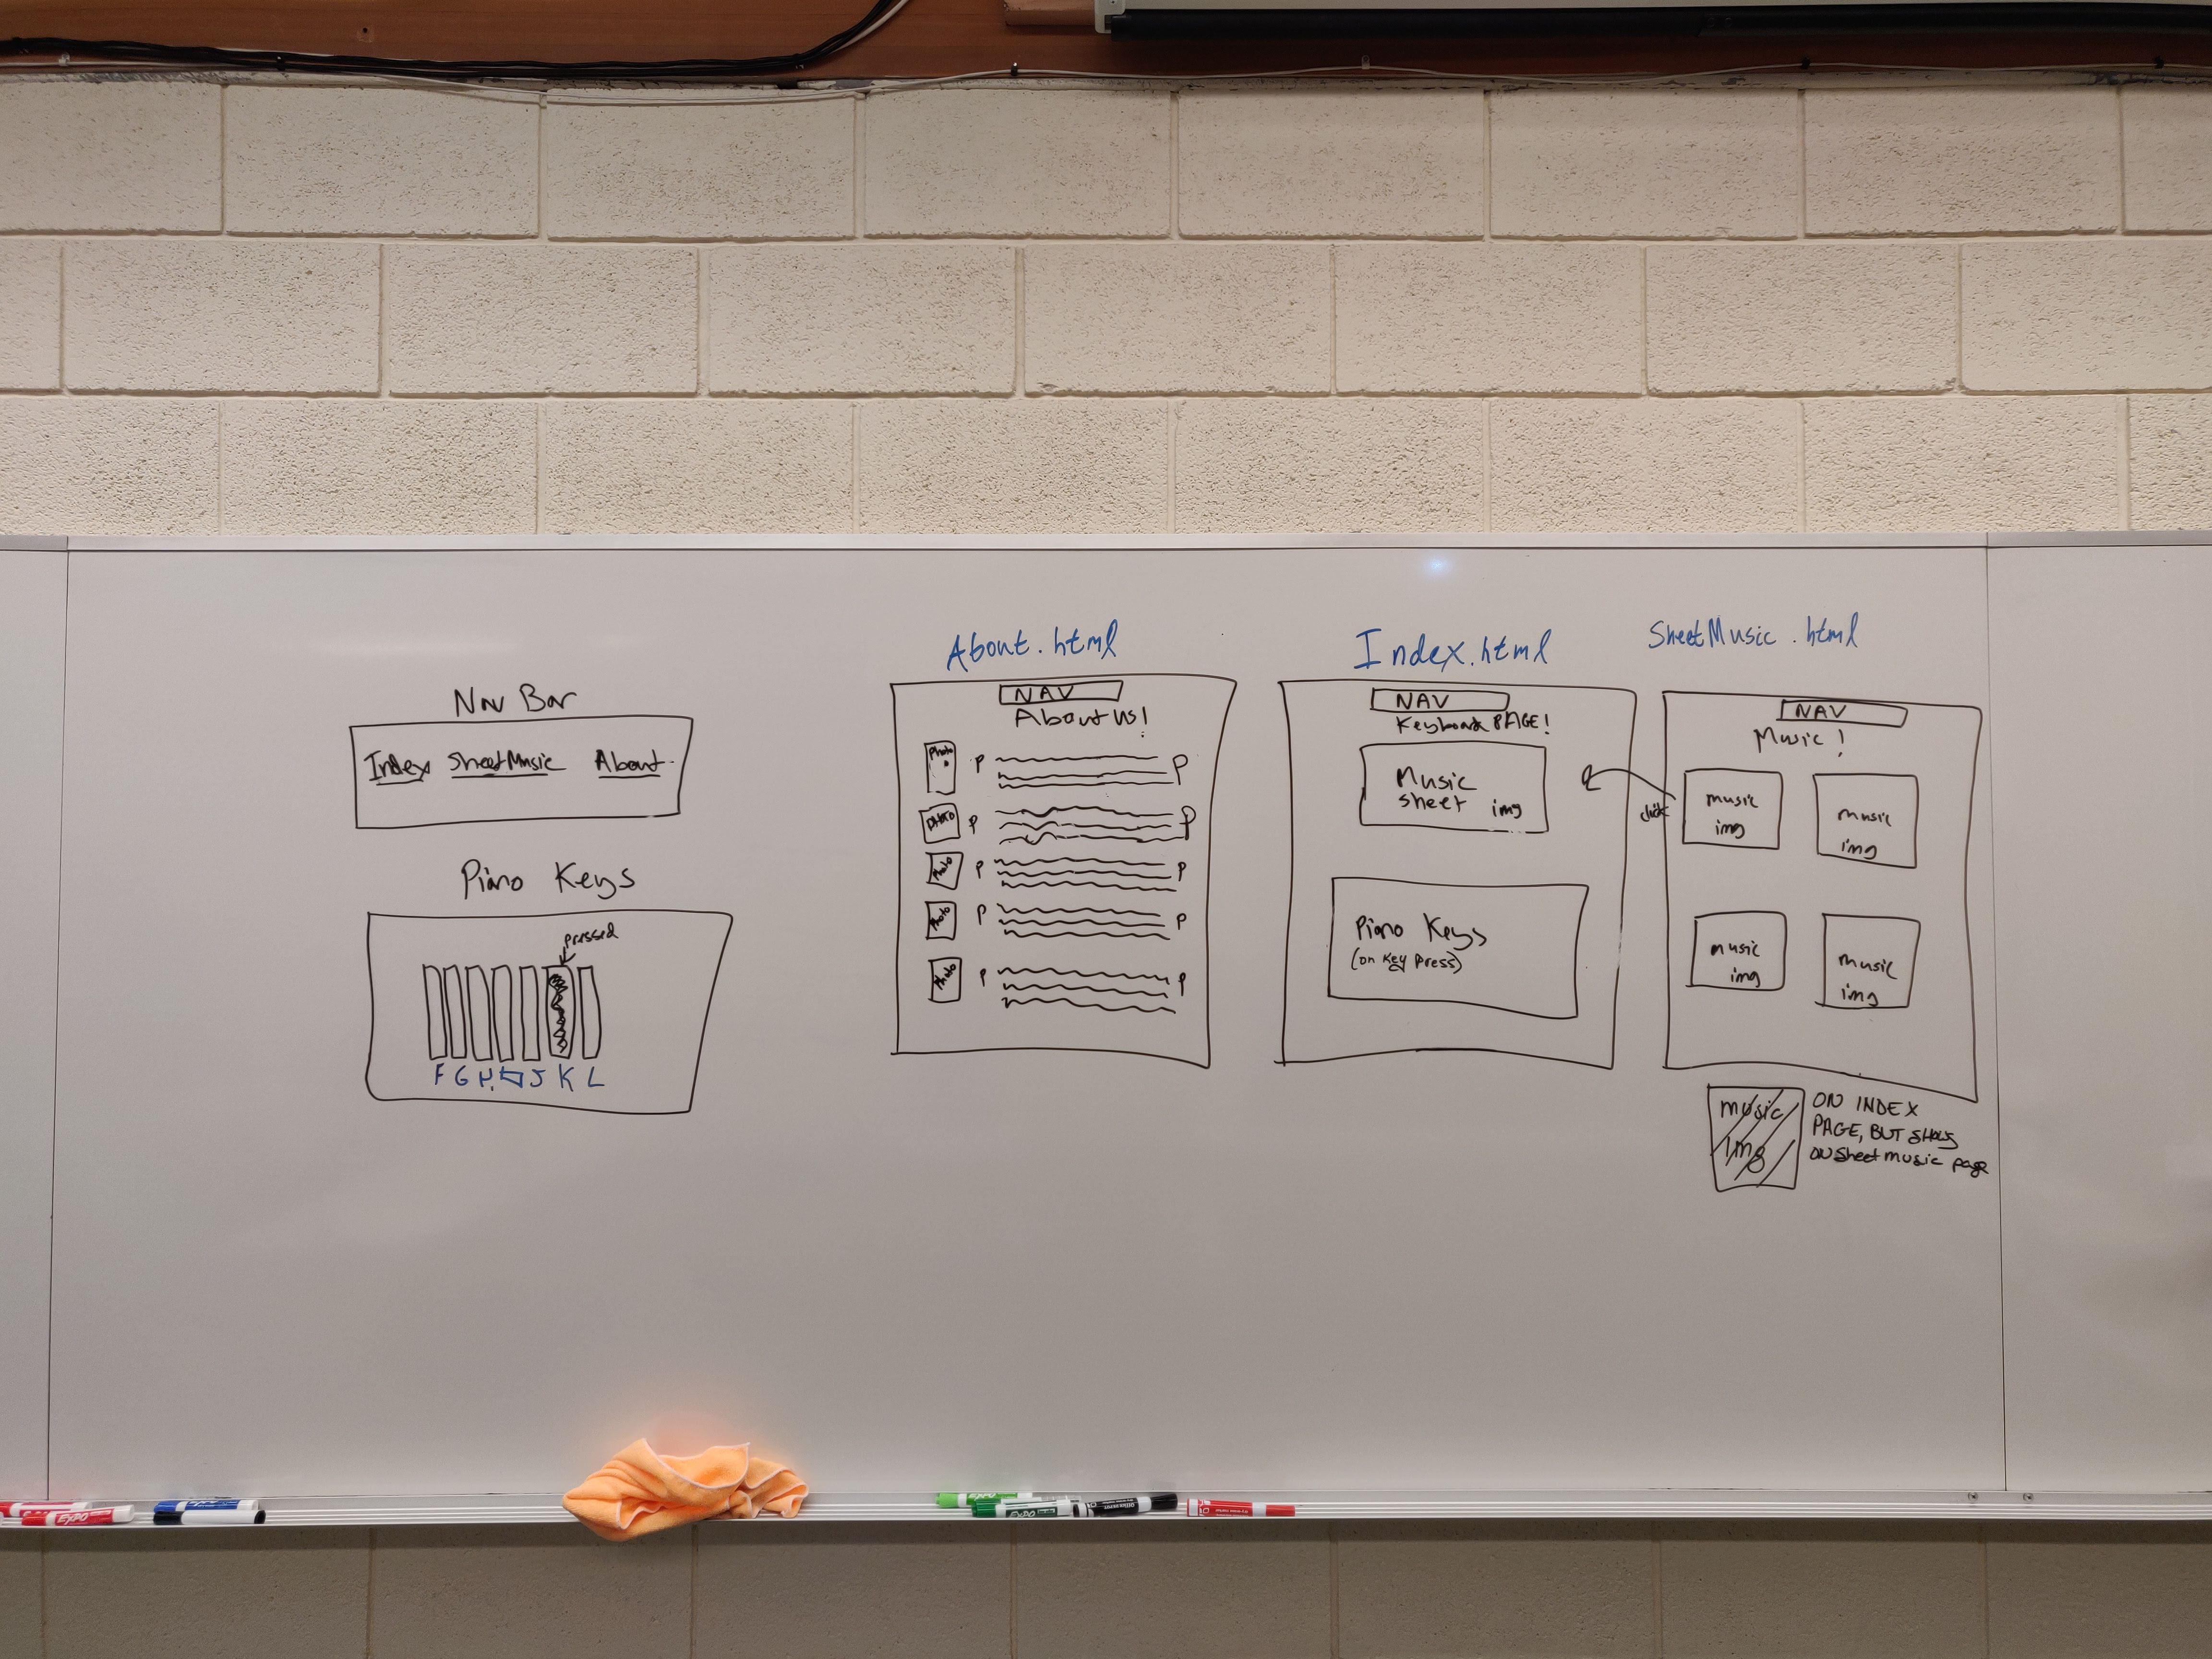 Nav Bar
Index SheetMusic About
Piano Keys
pressed
F G H J K L
About.html
NAV
About us!
Photo P P
Photo P P
Photo P P
Photo P P
Photo P P
Index.html
NAV
Keyboard PAGE!
Music
sheet img
Piano Keys
(on key press)
SheetMusic.html
NAV
Music!
click
music
img
music
img
music
img
music
img
music
img
ON INDEX
PAGE, BUT SHOWS
ON Sheet music page
EXPO
EXPO